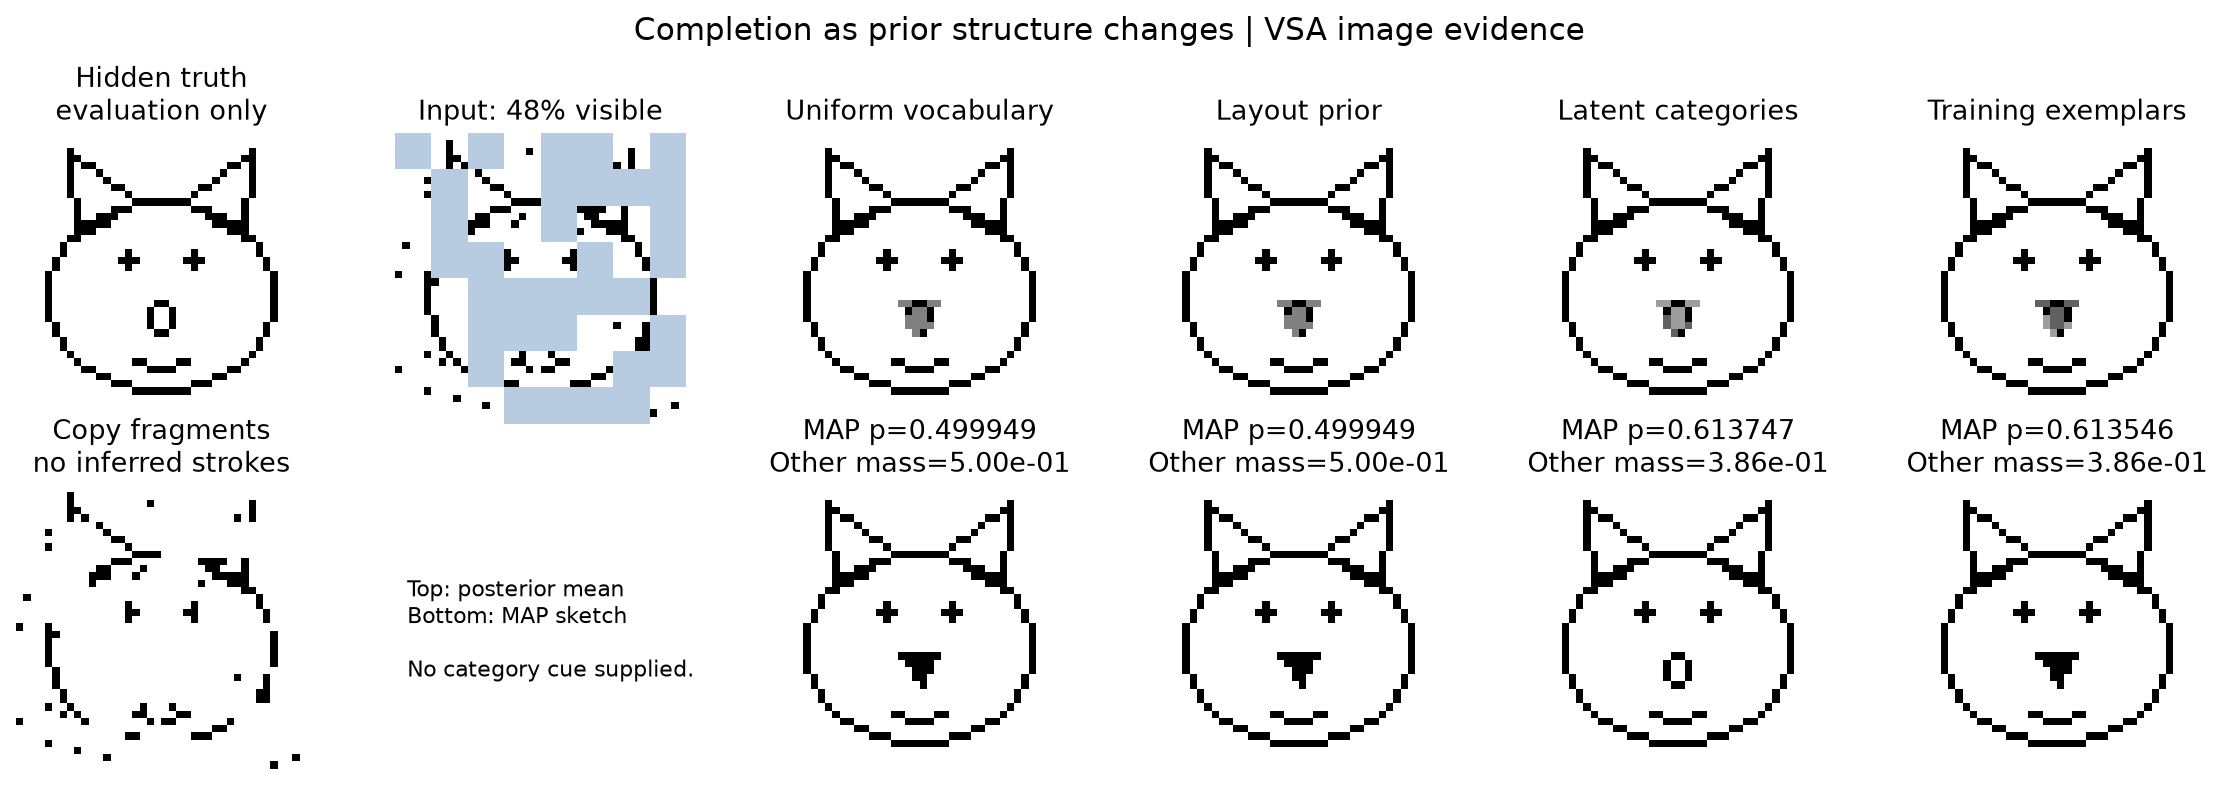 Completion as prior structure changes | VSA image evidence
Hidden truth
evaluation only
Input: 48% visible
Uniform vocabulary
Layout prior
Latent categories
Training exemplars
Copy fragments
no inferred strokes
MAP p=0.499949
Other mass=5.00e-01
MAP p=0.499949
Other mass=5.00e-01
MAP p=0.613747
Other mass=3.86e-01
MAP p=0.613546
Other mass=3.86e-01
Top: posterior mean
Bottom: MAP sketch
No category cue supplied.